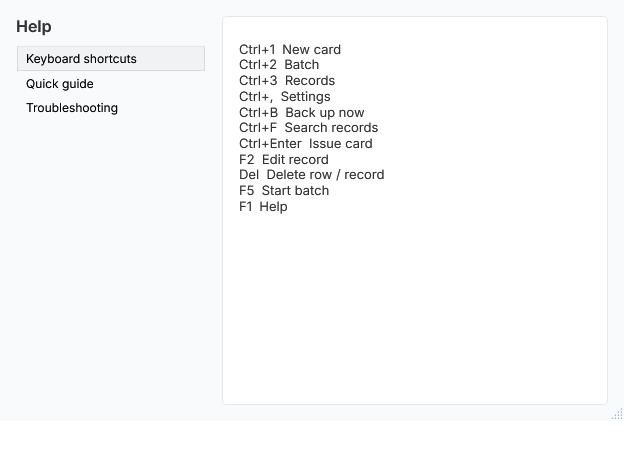 Help
Keyboard shortcuts
Quick guide
Troubleshooting
Ctrl+1 New card
Ctrl+2 Batch
Ctrl+3 Records
Ctrl+, Settings
Ctrl+B Back up now
Ctrl+F Search records
Ctrl+Enter Issue card
F2 Edit record
Del Delete row / record
F5 Start batch
F1 Help